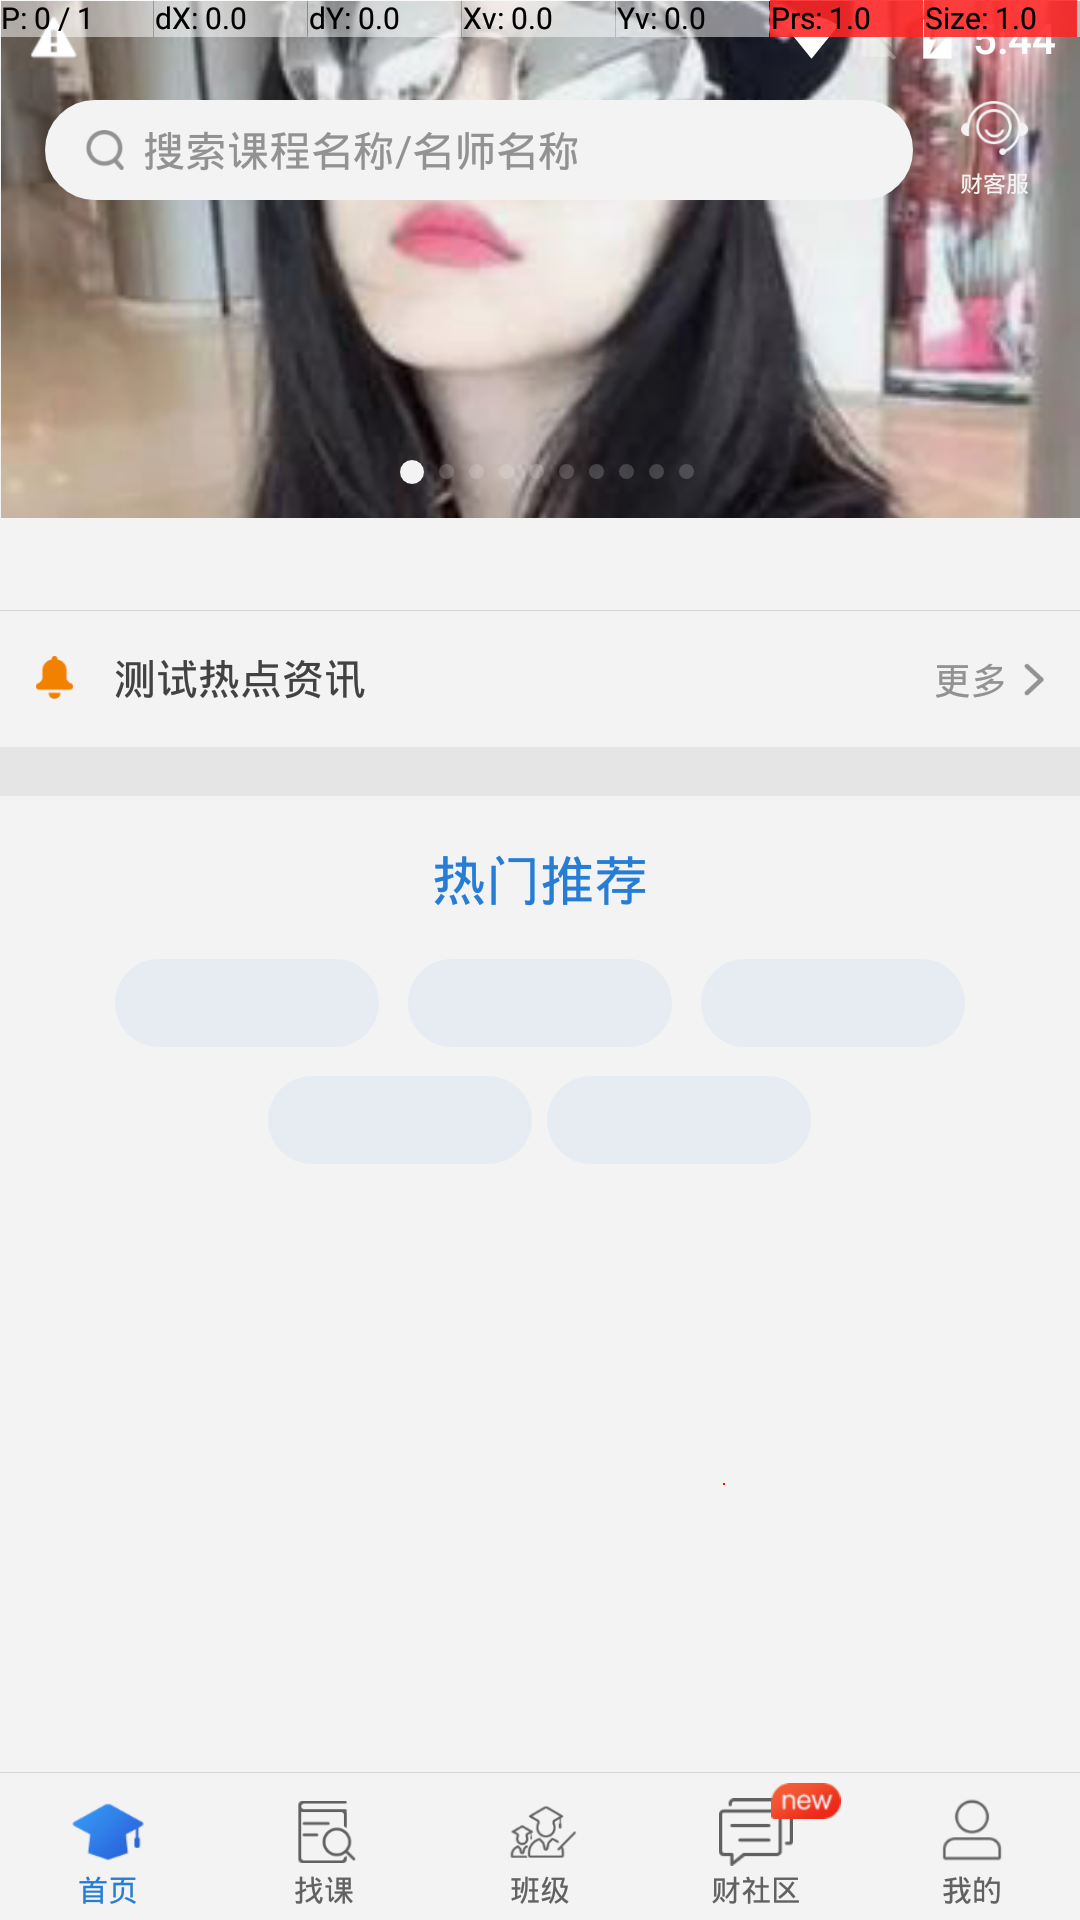 P: 0 / 1 dX: 0.0 dY: 0.0 Xv: 0.0 Yv: 0.0 Prs: 1.0 Size: 1.0
5:44
搜索课程名称/名师名称
财客服
测试热点资讯 更多
热门推荐
new
首页 找课 班级 财社区 我的